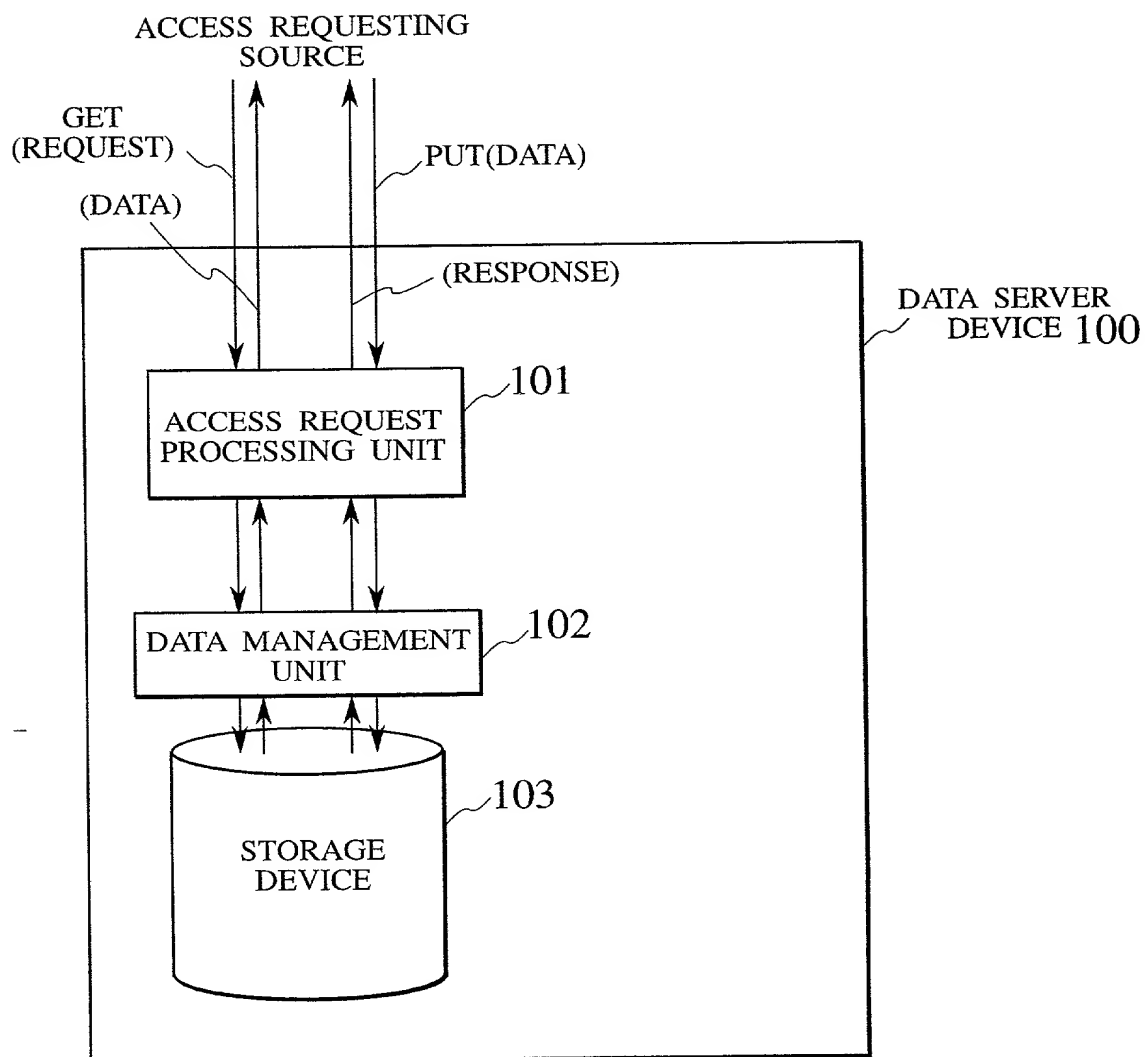 ACCESS REQUESTING
SOURCE
GET
(REQUEST)
PUT(DATA)
(DATA)
(RESPONSE)
DATA SERVER
DEVICE 100
101
ACCESS REQUEST
PROCESSING UNIT
102
DATA MANAGEMENT
UNIT
103
STORAGE
DEVICE